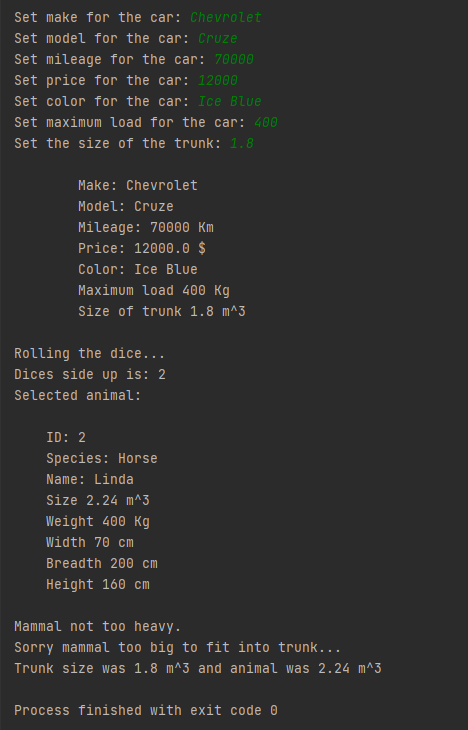 Set make for the car: Chevrolet
Set model for the car: Cruze
Set mileage for the car: 70000
Set price for the car: 12000
Set color for the car: Ice Blue
Set maximum load for the car: 400
Set the size of the trunk: 1.8
Make: Chevrolet
Model: Cruze
Mileage: 70000 Km
Price: 12000.0 $
Color: Ice Blue
Maximum load 400 Kg
Size of trunk 1.8 m^3
Rolling the dice...
Dices side up is: 2
Selected animal:
ID: 2
Species: Horse
Name: Linda
Size 2.24 m^3
Weight 400 Kg
Width 70 cm
Breadth 200 cm
Height 160 cm
Mammal not too heavy.
Sorry mammal too big to fit into trunk...
Trunk size was 1.8 m^3 and animal was 2.24 m^3
Process finished with exit code 0